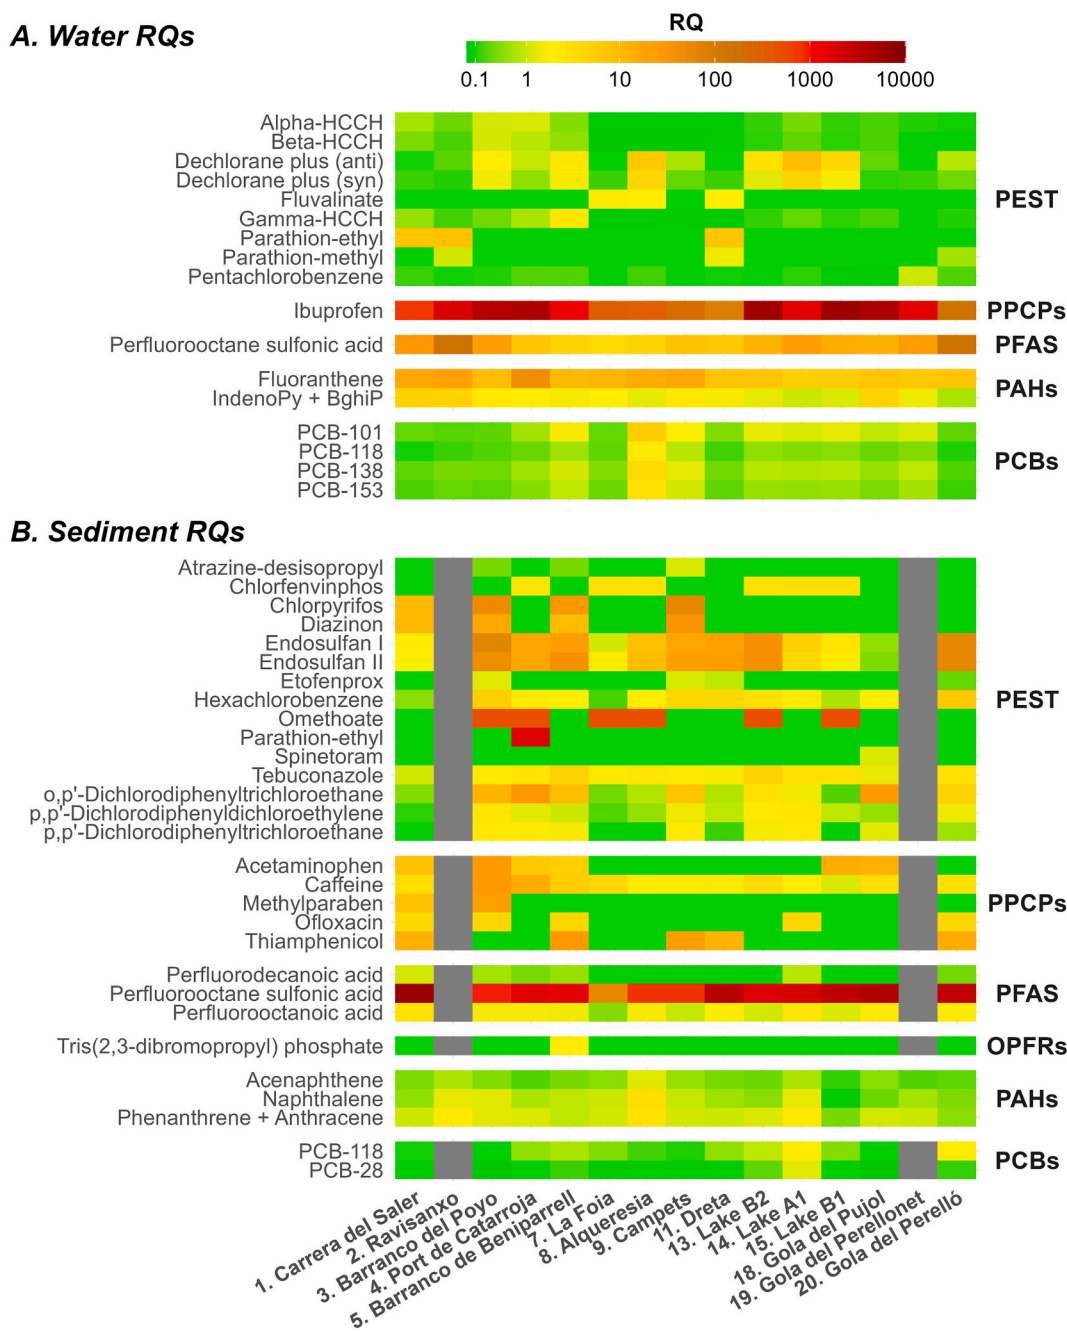 A. Water RQs
RQ
0.1 1 10 100 1000 10000
Alpha-HCCH
Beta-HCCH
Dechlorane plus (anti)
Dechlorane plus (syn)
Fluvalinate
Gamma-HCCH
Parathion-ethyl
Parathion-methyl
Pentachlorobenzene
PEST
Ibuprofen
PPCPs
Perfluorooctane sulfonic acid
PFAS
Fluoranthene
IndenoPy + BghiP
PAHs
PCB-101
PCB-118
PCB-138
PCB-153
PCBs
B. Sediment RQs
Atrazine-desisopropyl
Chlorfenvinphos
Chlorpyrifos
Diazinon
Endosulfan I
Endosulfan II
Etofenprox
Hexachlorobenzene
Omethoate
Parathion-ethyl
Spinetoram
Tebuconazole
o,p'-Dichlorodiphenyltrichloroethane
p,p'-Dichlorodiphenyldichloroethylene
p,p'-Dichlorodiphenyltrichloroethane
PEST
Acetaminophen
Caffeine
Methylparaben
Ofloxacin
Thiamphenicol
PPCPs
Perfluorodecanoic acid
Perfluorooctane sulfonic acid
Perfluorooctanoic acid
PFAS
Tris(2,3-dibromopropyl) phosphate
OPFRs
Acenaphthene
Naphthalene
Phenanthrene + Anthracene
PAHs
PCB-118
PCB-28
PCBs
1. Carrera del Saler
2. Ravisanxo
3. Barranco del Poyo
4. Port de Catarroja
5. Barranco de Beniparrell
7. La Foia
8. Alqueresia
9. Campets
11. Dreta
13. Lake B2
14. Lake A1
15. Lake B1
18. Gola del Pujol
19. Gola del Perellonet
20. Gola del Perelló